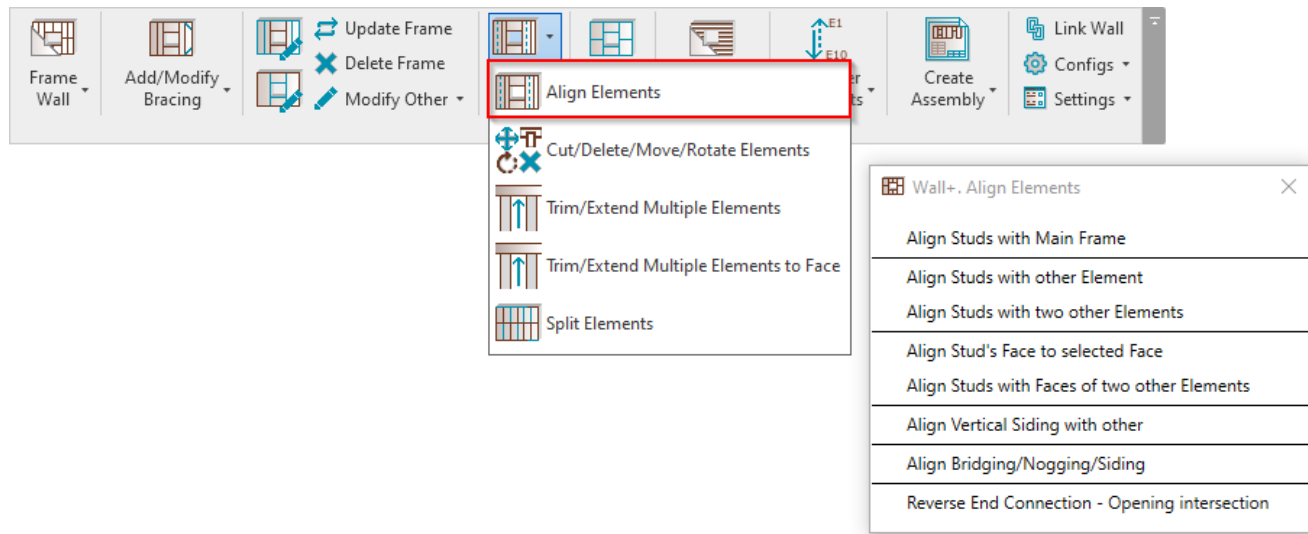 Frame
Wall
Add/Modify
Bracing
Update Frame
Delete Frame
Modify Other
E1
E10
Create
Assembly
Link Wall
Configs
Settings
Align Elements
Cut/Delete/Move/Rotate Elements
Trim/Extend Multiple Elements
Trim/Extend Multiple Elements to Face
Split Elements
Wall+. Align Elements
Align Studs with Main Frame
Align Studs with other Element
Align Studs with two other Elements
Align Stud's Face to selected Face
Align Studs with Faces of two other Elements
Align Vertical Siding with other
Align Bridging/Nogging/Siding
Reverse End Connection - Opening intersection